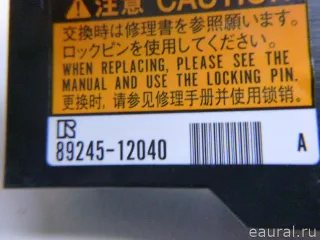 ⚠注意 CAUTION
交換時は修理書を参照願います。
ロックピンを使用してください。
WHEN REPLACING, PLEASE SEE THE
MANUAL AND USE THE LOCKING PIN.
更换时, 请参见修理手册并使用锁销。
R
89245-12040
A
eaural.ru